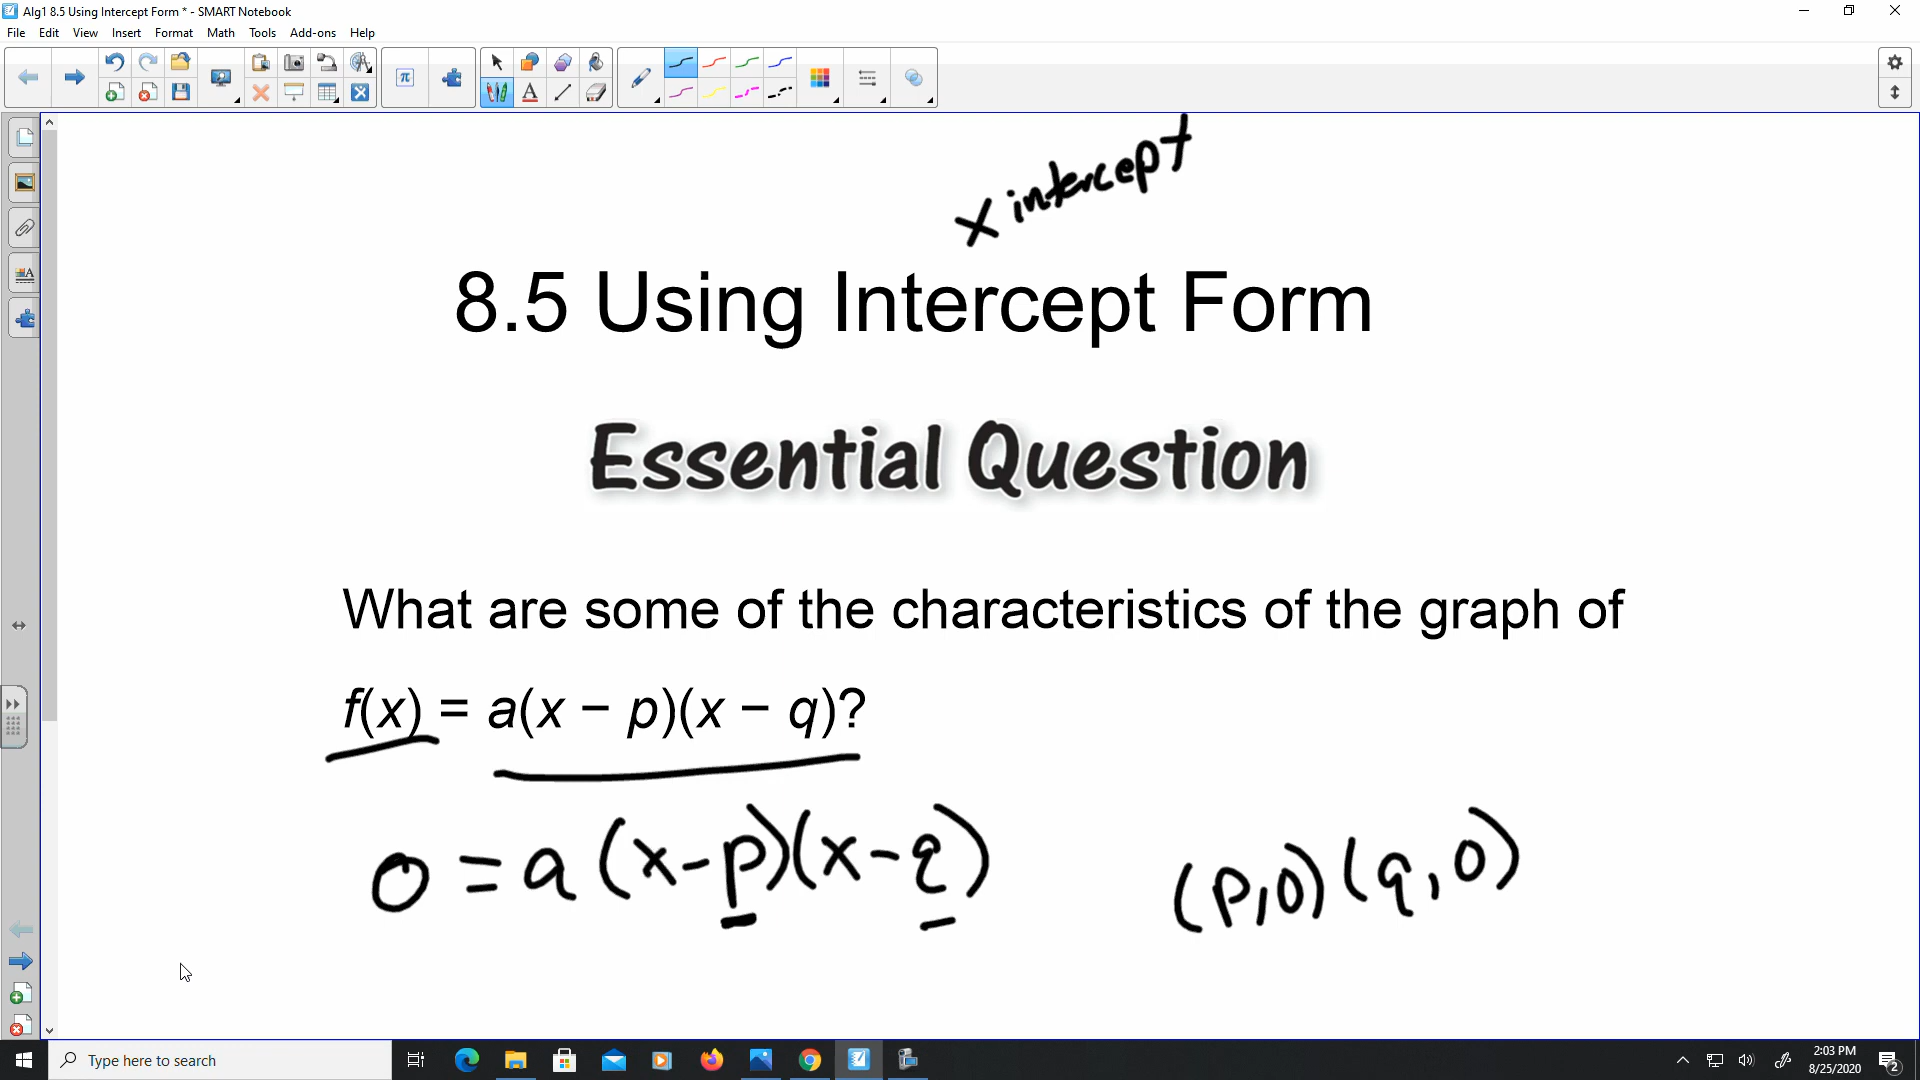 Alg1 8.5 Using Intercept Form * - SMART Notebook
File Edit View Insert Format Math Tools Add-ons Help
x intercept
8.5 Using Intercept Form
Essential Question
What are some of the characteristics of the graph of
f(x) = a(x − p)(x − q)?
0 = a (x-p)(x-q)
(p,0) (q,0)
Type here to search
2:03 PM
8/25/2020
2